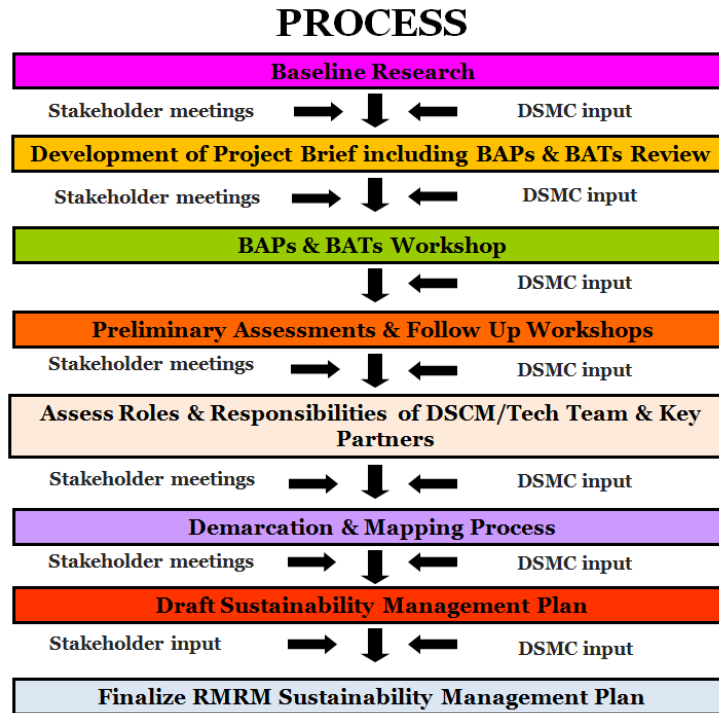 PROCESS
Baseline Research
Stakeholder meetings DSMC input
Development of Project Brief including BAPs & BATs Review
Stakeholder meetings DSMC input
BAPs & BATs Workshop
DSMC input
Preliminary Assessments & Follow Up Workshops
Stakeholder meetings DSMC input
Assess Roles & Responsibilities of DSCM/Tech Team & Key
Partners
Stakeholder meetings DSMC input
Demarcation & Mapping Process
Stakeholder meetings DSMC input
Draft Sustainability Management Plan
Stakeholder input DSMC input
Finalize RMRM Sustainability Management Plan